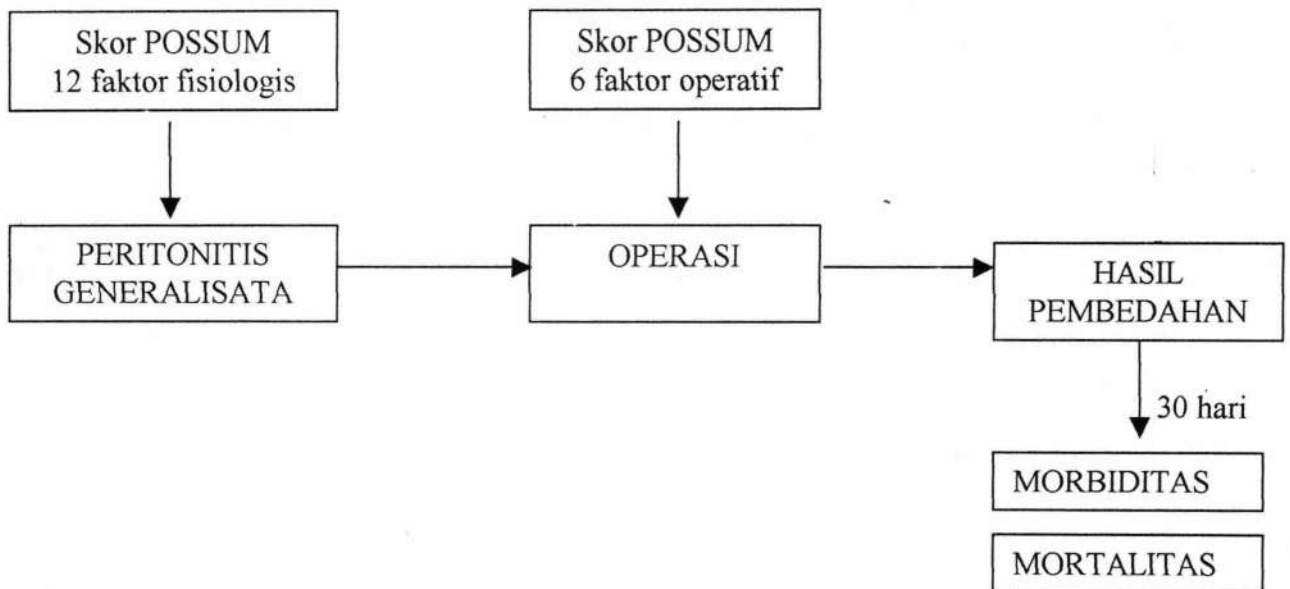 Skor POSSUM
12 faktor fisiologis
Skor POSSUM
6 faktor operatif
PERITONITIS
GENERALISATA
OPERASI
HASIL
PEMBEDAHAN
30 hari
MORBIDITAS
MORTALITAS